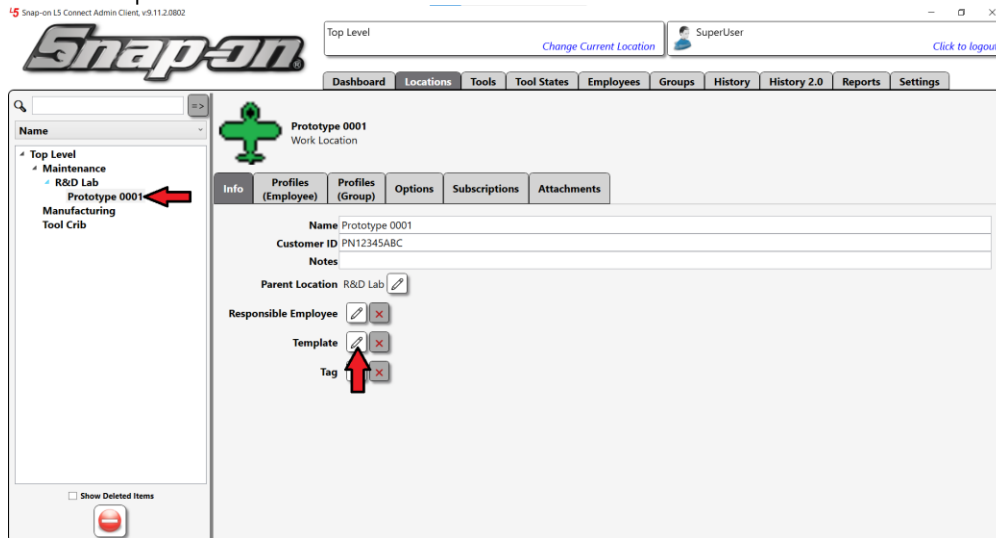 Snap-on L5 Connect Admin Client, v:9.11.2.0802
Snap-on
Top Level
Change Current Location
SuperUser
Click to logout
Dashboard Locations Tools Tool States Employees Groups History History 2.0 Reports Settings
=>
Name
Top Level
Maintenance
R&D Lab
Prototype 0001
Manufacturing
Tool Crib
Show Deleted Items
Prototype 0001
Work Location
Info Profiles (Employee) Profiles (Group) Options Subscriptions Attachments
Name Prototype 0001
Customer ID PN12345ABC
Notes
Parent Location R&D Lab
Responsible Employee
Template
Tag